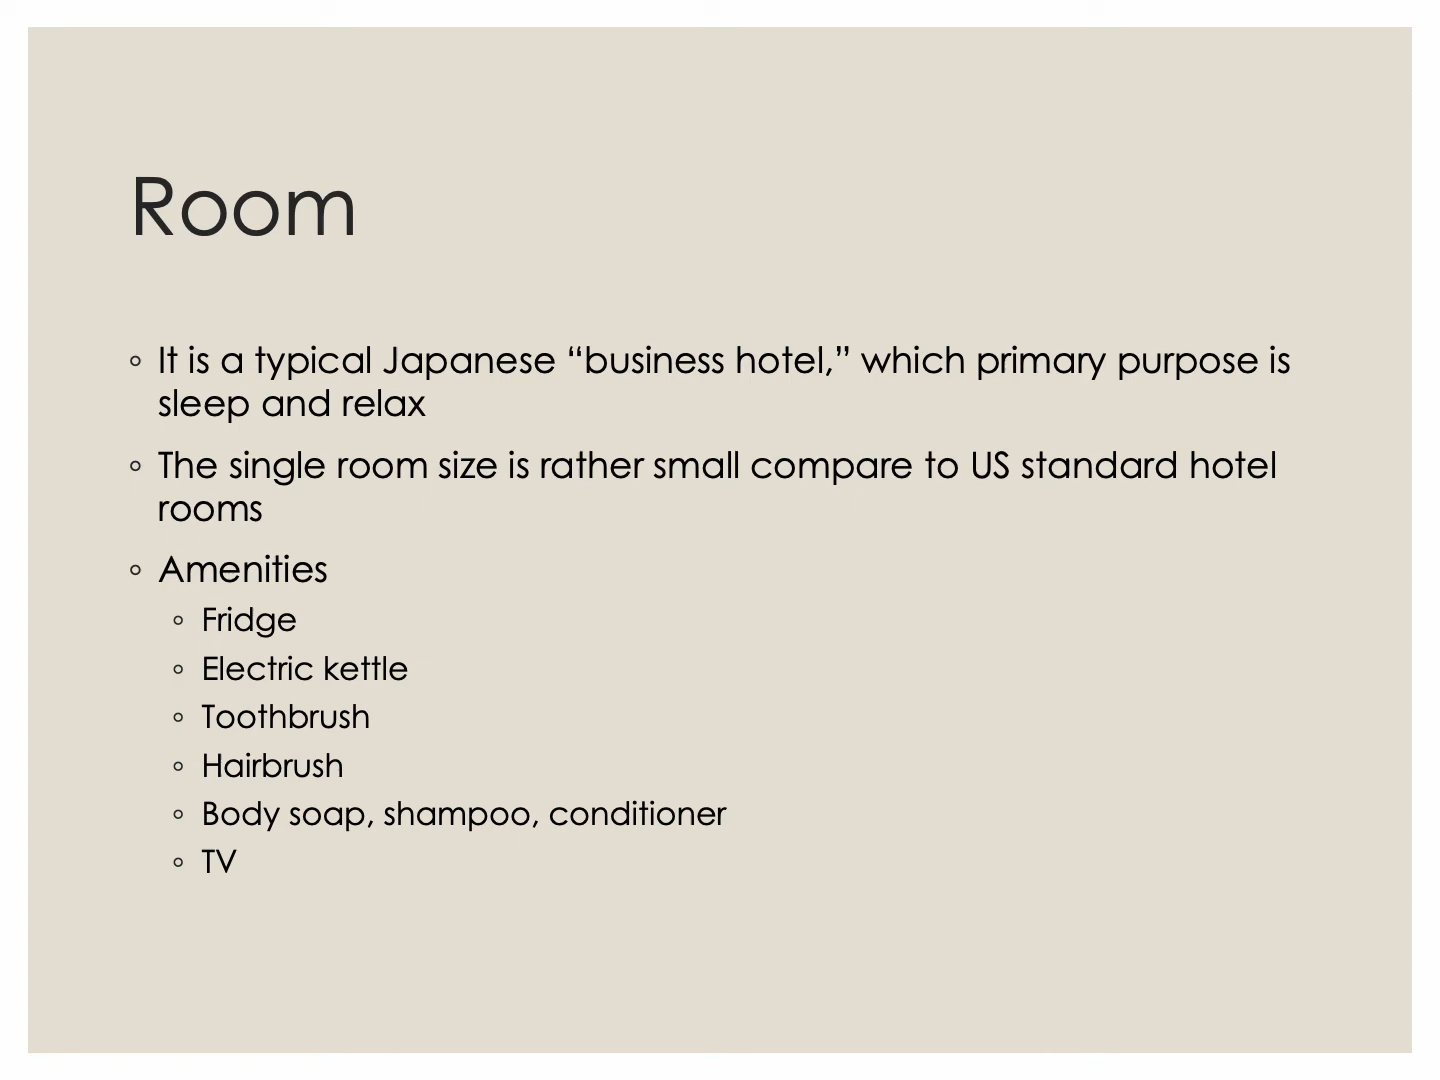 Room
◦ It is a typical Japanese “business hotel,” which primary purpose is
sleep and relax
◦ The single room size is rather small compare to US standard hotel
rooms
◦ Amenities
◦ Fridge
◦ Electric kettle
◦ Toothbrush
◦ Hairbrush
◦ Body soap, shampoo, conditioner
◦ TV